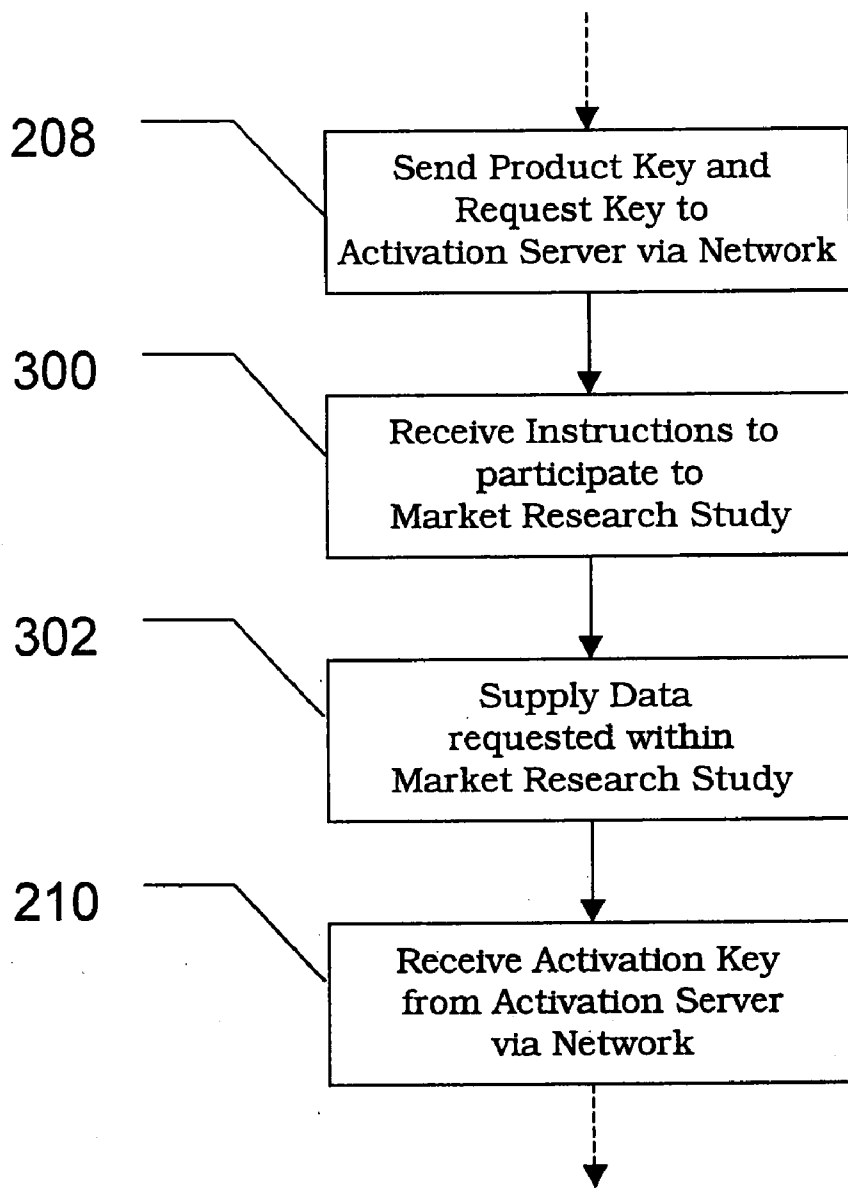 208
Send Product Key and
Request Key to
Activation Server via Network
300
Receive Instructions to
participate to
Market Research Study
302
Supply Data
requested within
Market Research Study
210
Receive Activation Key
from Activation Server
via Network